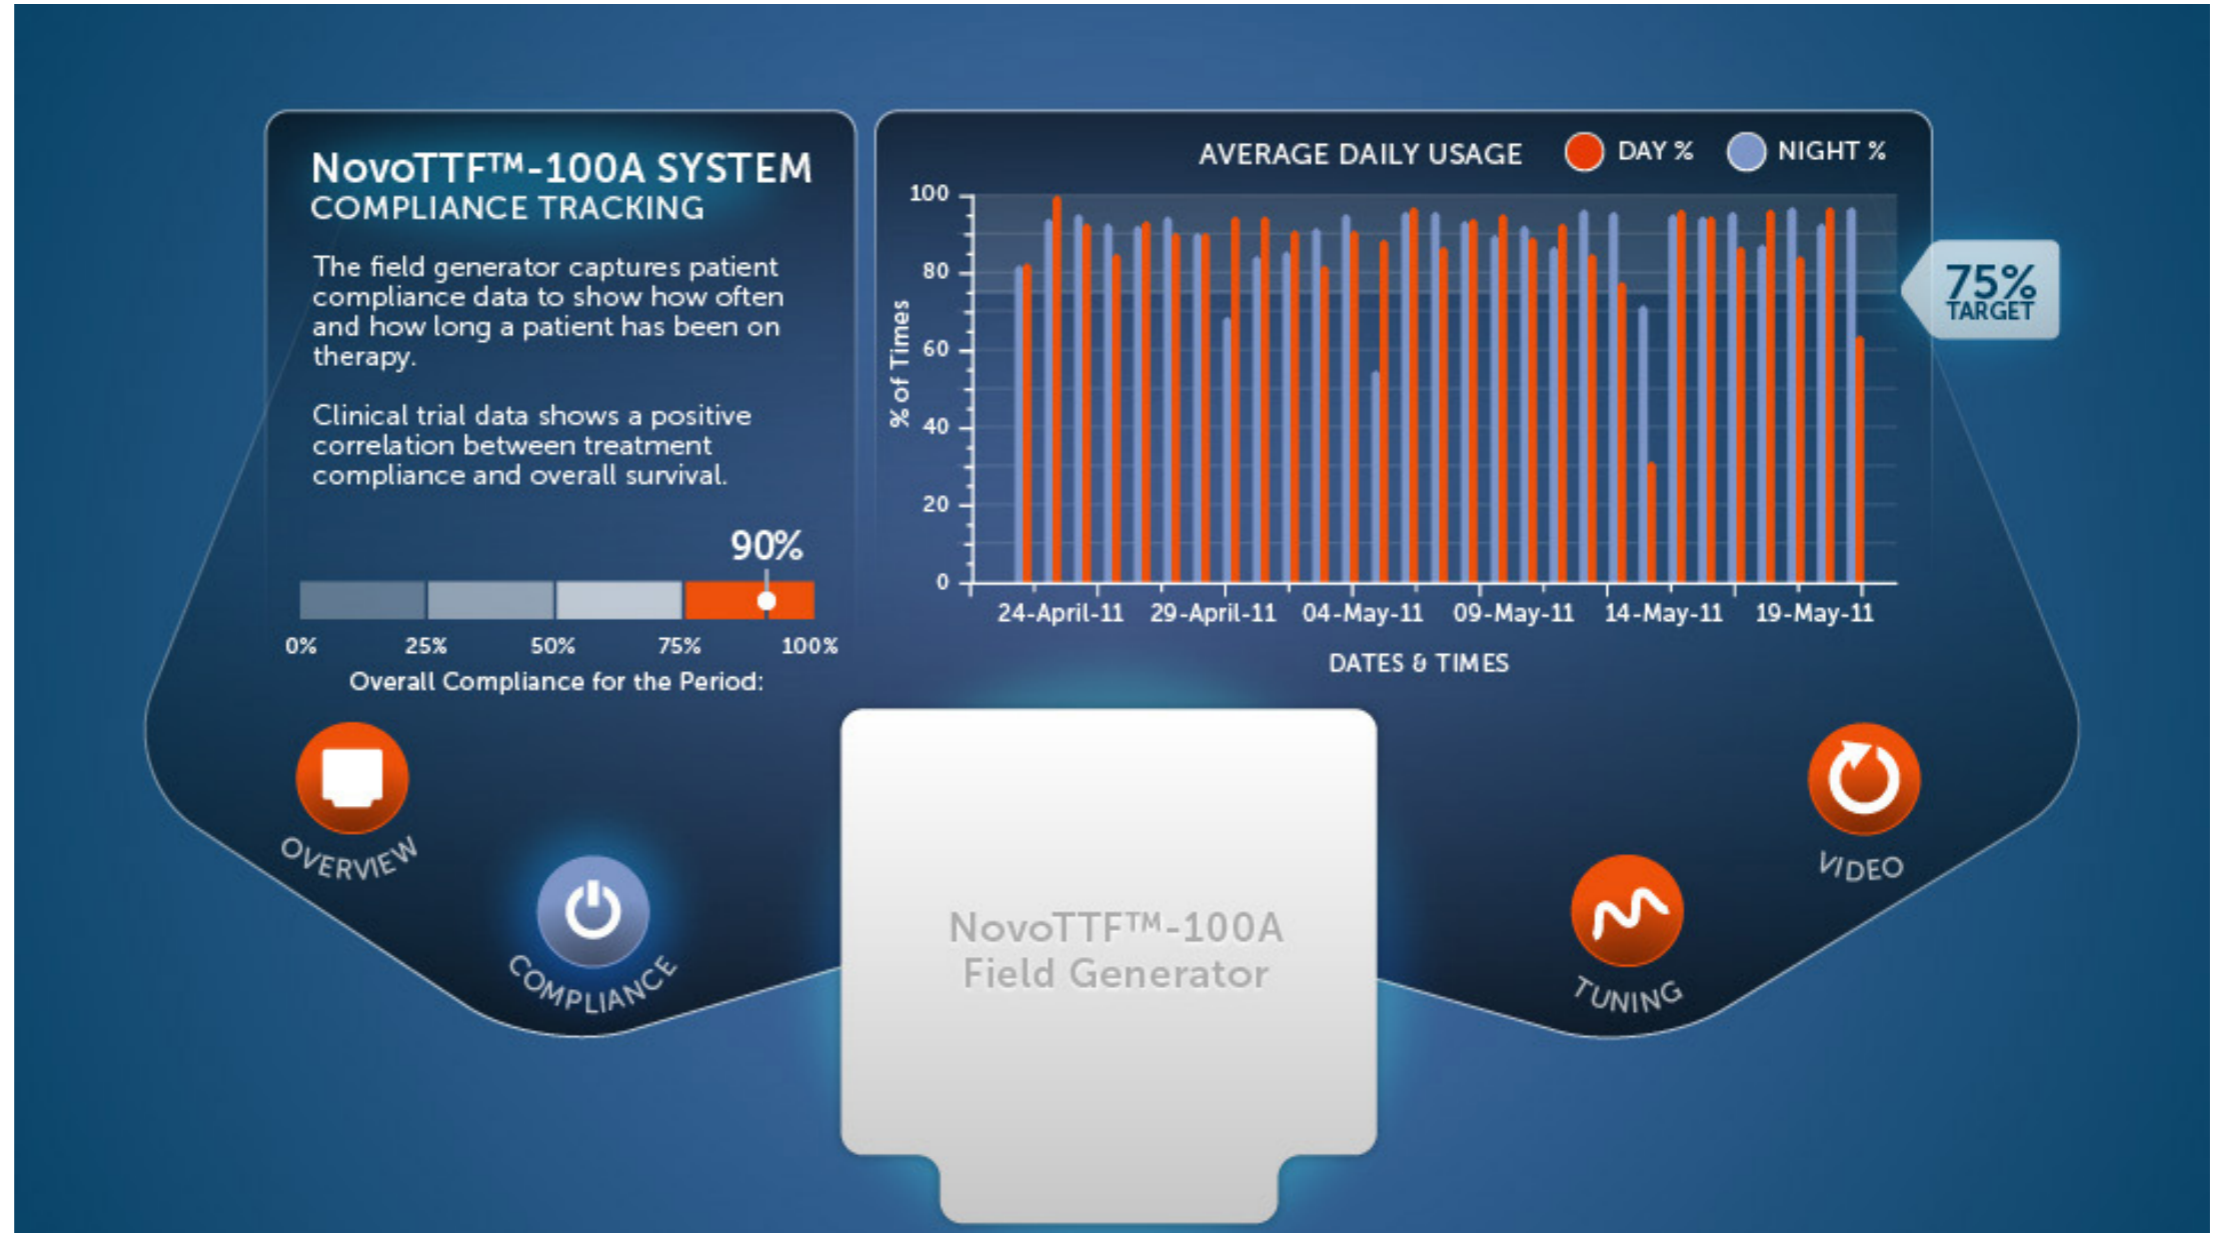 NovoTTF™-100A SYSTEM
COMPLIANCE TRACKING
The field generator captures patient
compliance data to show how often
and how long a patient has been on
therapy.
Clinical trial data shows a positive
correlation between treatment
compliance and overall survival.
90%
0% 25% 50% 75% 100%
Overall Compliance for the Period:
AVERAGE DAILY USAGE DAY % NIGHT %
% of Times
100
80
60
40
20
0
24-April-11 29-April-11 04-May-11 09-May-11 14-May-11 19-May-11
DATES & TIMES
75%
TARGET
OVERVIEW
COMPLIANCE
NovoTTF™-100A
Field Generator
TUNING
VIDEO